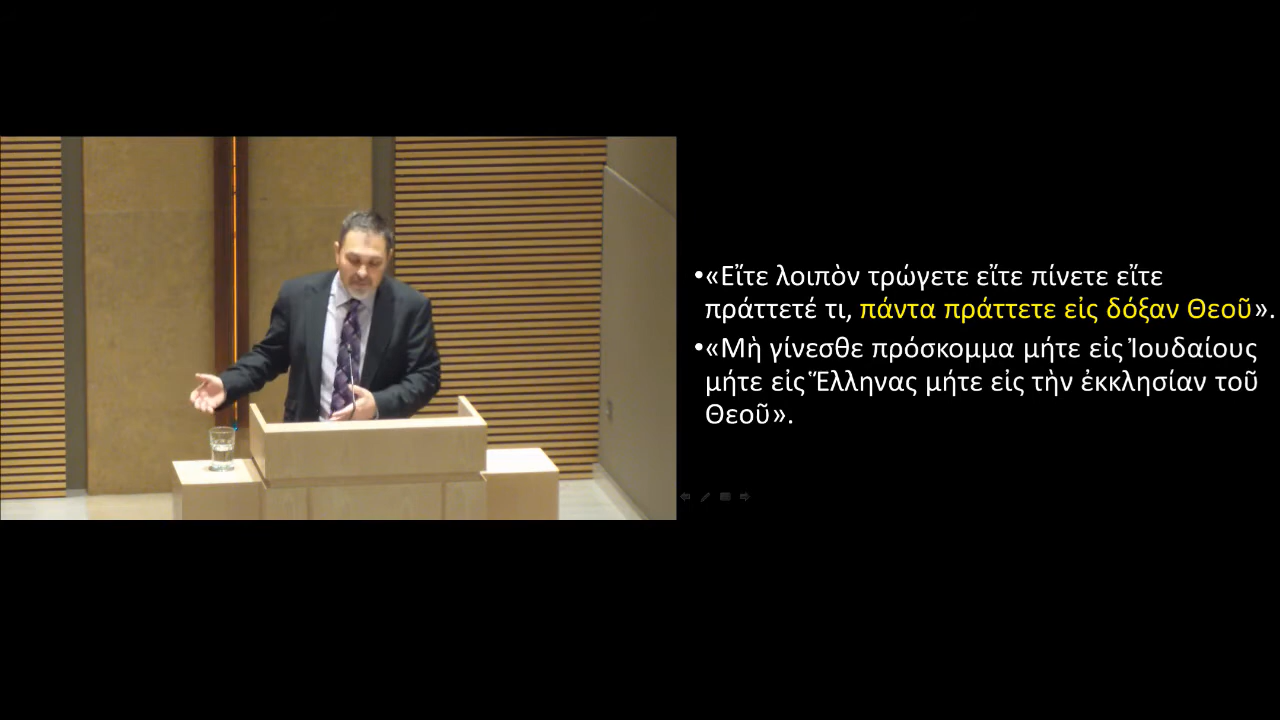 •«Εἴτε λοιπὸν τρώγετε εἴτε πίνετε εἴτε
πράττετέ τι, πάντα πράττετε εἰς δόξαν Θεοῦ».
•«Μὴ γίνεσθε πρόσκομμα μήτε εἰς Ἰουδαίους
μήτε εἰς Ἕλληνας μήτε εἰς τὴν ἐκκλησίαν τοῦ
Θεοῦ».